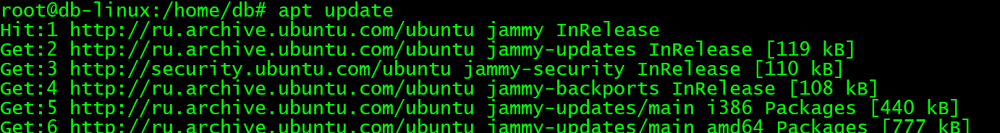 root@db-linux:/home/db# apt update
Hit:1 http://ru.archive.ubuntu.com/ubuntu jammy InRelease
Get:2 http://ru.archive.ubuntu.com/ubuntu jammy-updates InRelease [119 kB]
Get:3 http://security.ubuntu.com/ubuntu jammy-security InRelease [110 kB]
Get:4 http://ru.archive.ubuntu.com/ubuntu jammy-backports InRelease [108 kB]
Get:5 http://ru.archive.ubuntu.com/ubuntu jammy-updates/main i386 Packages [440 kB]
Get:6 http://ru.archive.ubuntu.com/ubuntu jammy-updates/main amd64 Packages [777 kB]